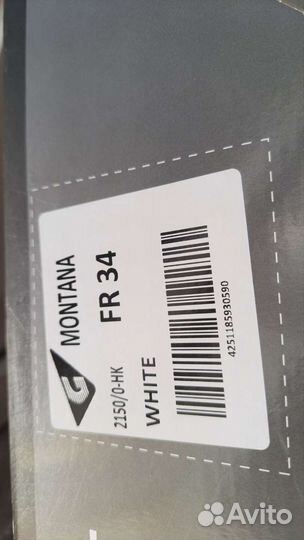 G MONTANA
FR 34
2150/0-HK
WHITE
4251185930590
Avito